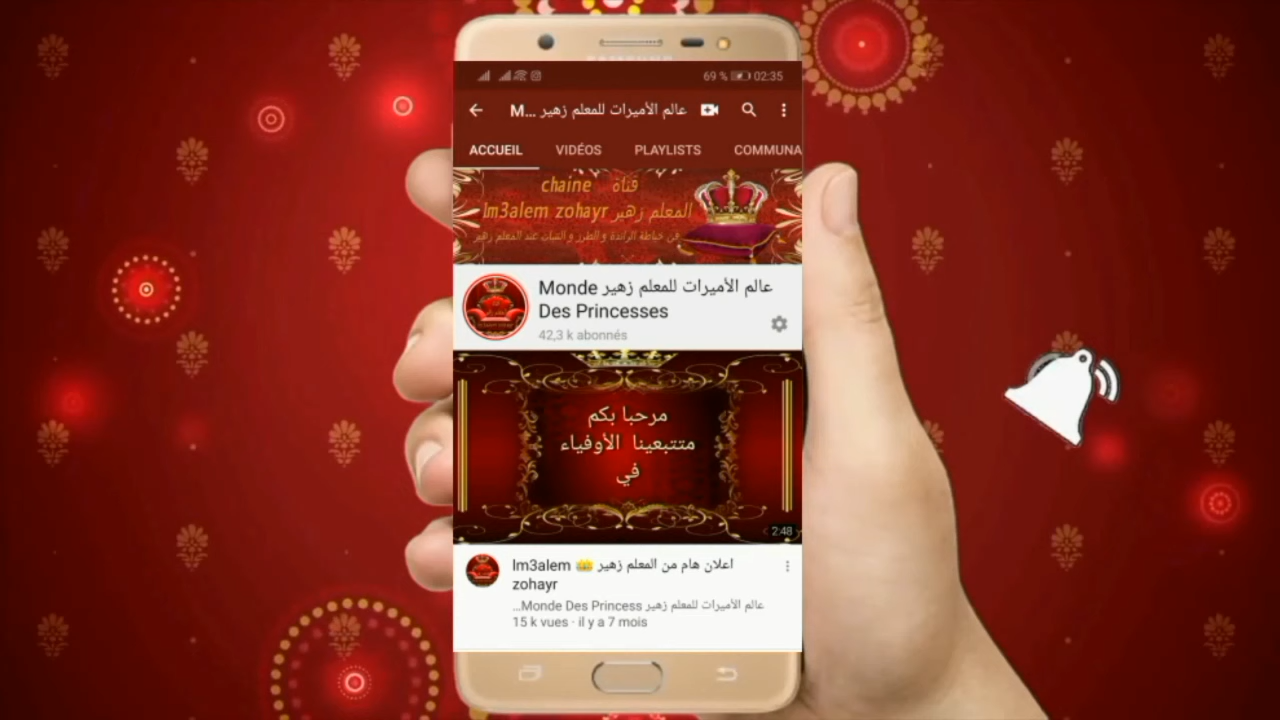 69 % 02:35
عالم الأميرات للمعلم زهير M...
ACCUEIL VIDÉOS PLAYLISTS COMMUNA
chaine قناة
lm3alem zohayr المعلم زهير
عالم الأميرات للمعلم زهير Monde
Des Princesses
42,3 k abonnés
مرحبا بكم
متتبعينا الأوفياء
في
2:48
اعلان هام من المعلم زهير 👑 lm3alem
zohayr
عالم الأميرات للمعلم زهير Monde Des Princess...
15 k vues · il y a 7 mois